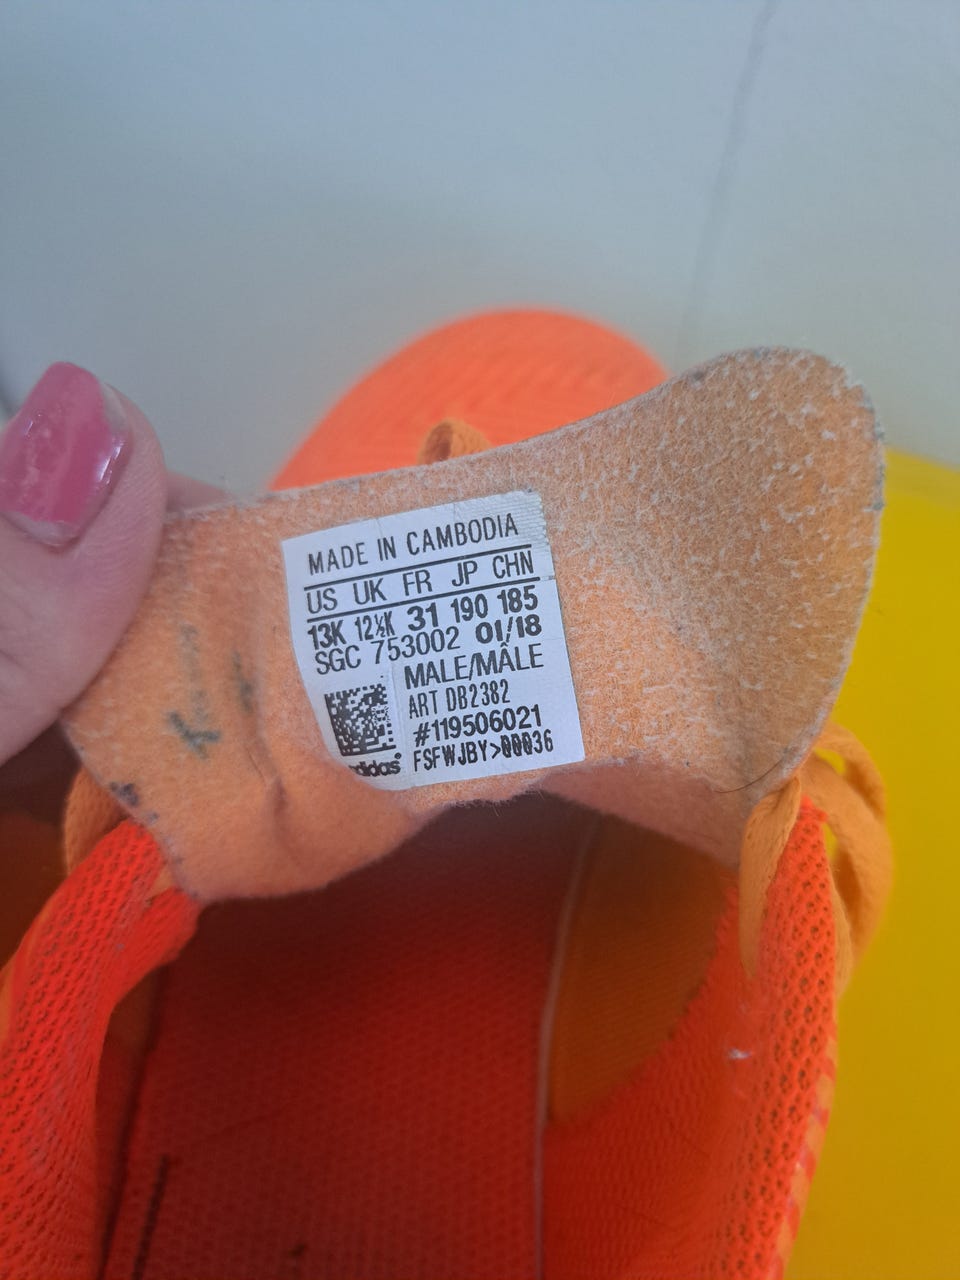 MADE IN CAMBODIA
US UK FR JP CHN
13K 12½K 31 190 185
SGC 753002 01/18
MALE/MÂLE
ART DB2382
#119506021
FSFWJBY>00036
adidas